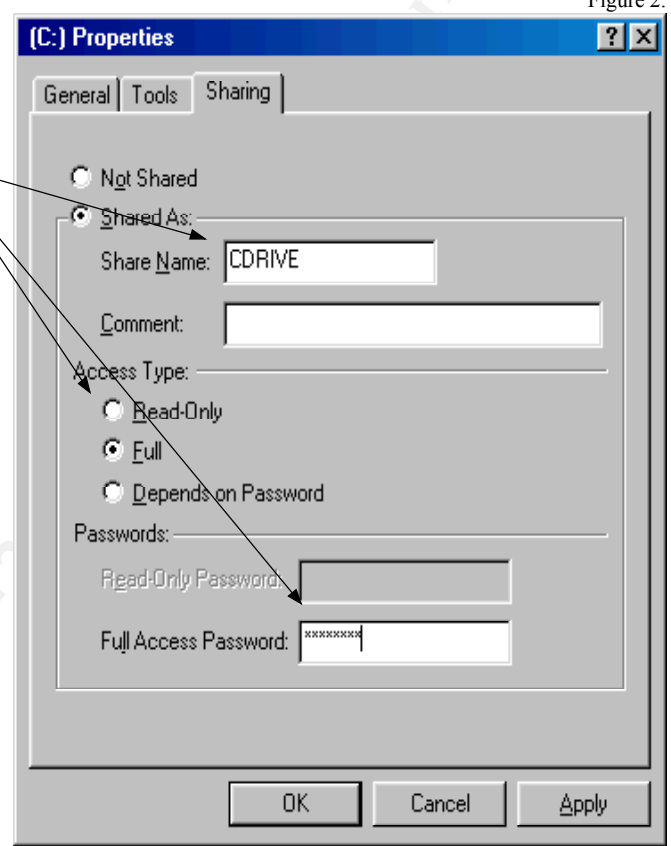 Figure 2.
(C:) Properties
General Tools Sharing
Not Shared
Shared As:
Share Name: CDRIVE
Comment:
Access Type:
Read-Only
Full
Depends on Password
Passwords:
Read-Only Password:
Full Access Password: xxxxxxxx
OK Cancel Apply